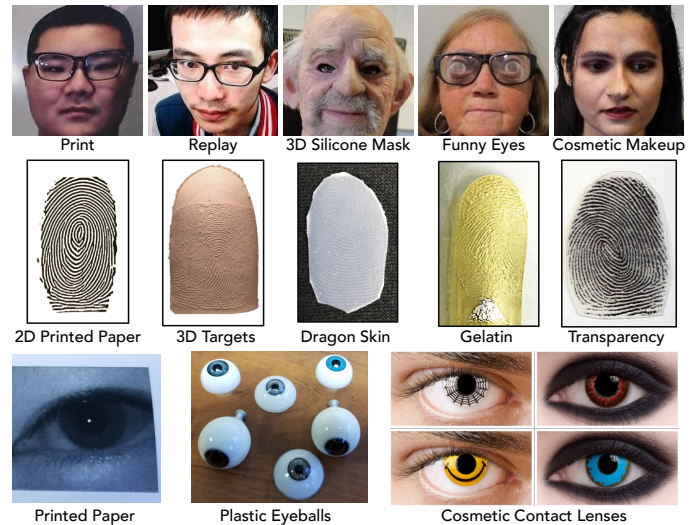 Print
Replay
3D Silicone Mask
Funny Eyes
Cosmetic Makeup
2D Printed Paper
3D Targets
Dragon Skin
Gelatin
Transparency
Printed Paper
Plastic Eyeballs
Cosmetic Contact Lenses